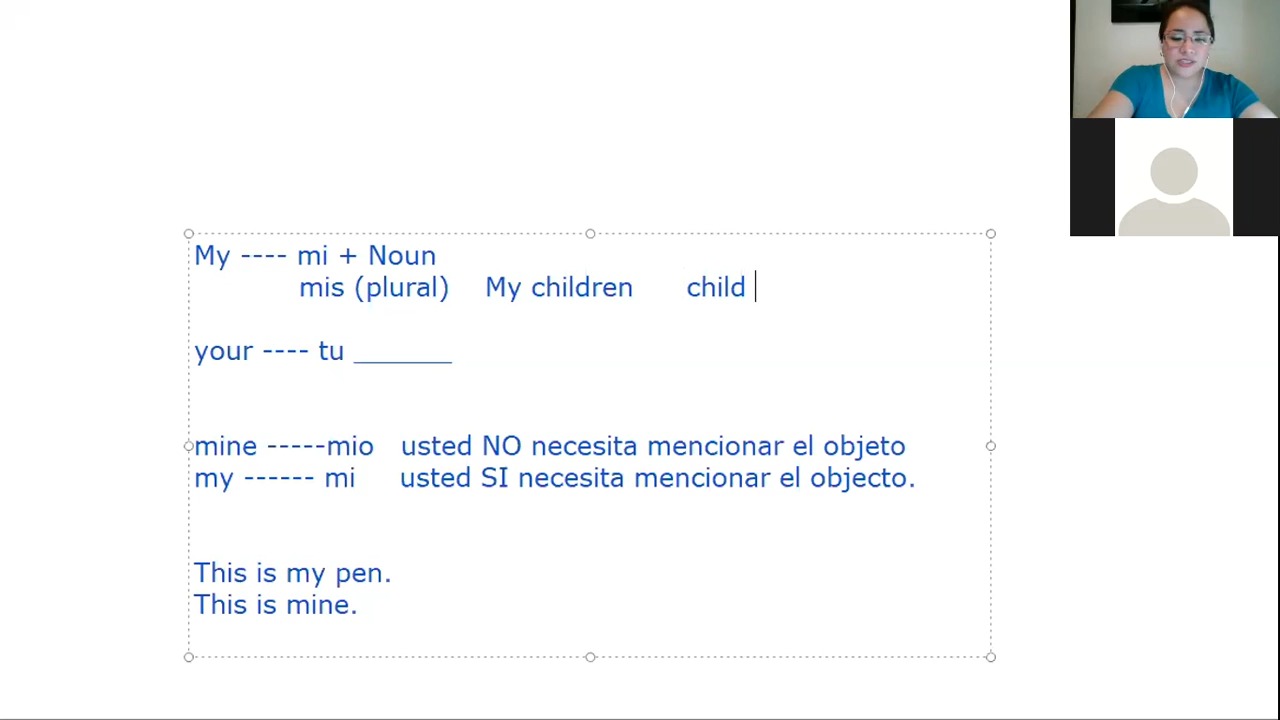 My ---- mi + Noun
mis (plural) My children child
your ---- tu _______
mine -----mio usted NO necesita mencionar el objeto
my ------ mi usted SI necesita mencionar el objecto.
This is my pen.
This is mine.